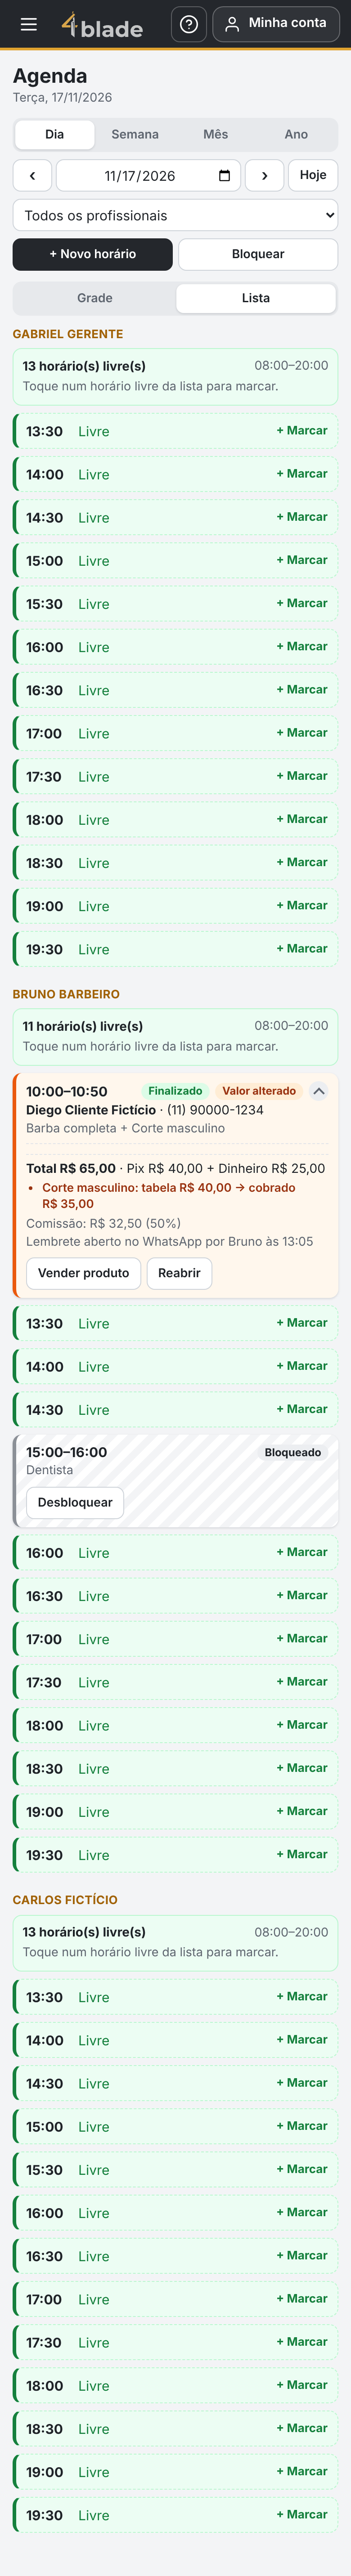 4blade
Minha conta
Agenda
Terça, 17/11/2026
Dia Semana Mês Ano
‹ 11/17/2026 › Hoje
Todos os profissionais
+ Novo horário Bloquear
Grade Lista
GABRIEL GERENTE
13 horário(s) livre(s) 08:00–20:00
Toque num horário livre da lista para marcar.
13:30 Livre + Marcar
14:00 Livre + Marcar
14:30 Livre + Marcar
15:00 Livre + Marcar
15:30 Livre + Marcar
16:00 Livre + Marcar
16:30 Livre + Marcar
17:00 Livre + Marcar
17:30 Livre + Marcar
18:00 Livre + Marcar
18:30 Livre + Marcar
19:00 Livre + Marcar
19:30 Livre + Marcar
BRUNO BARBEIRO
11 horário(s) livre(s) 08:00–20:00
Toque num horário livre da lista para marcar.
10:00–10:50 Finalizado Valor alterado
Diego Cliente Fictício · (11) 90000-1234
Barba completa + Corte masculino
Total R$ 65,00 · Pix R$ 40,00 + Dinheiro R$ 25,00
• Corte masculino: tabela R$ 40,00 → cobrado
R$ 35,00
Comissão: R$ 32,50 (50%)
Lembrete aberto no WhatsApp por Bruno às 13:05
Vender produto Reabrir
13:30 Livre + Marcar
14:00 Livre + Marcar
14:30 Livre + Marcar
15:00–16:00 Bloqueado
Dentista
Desbloquear
16:00 Livre + Marcar
16:30 Livre + Marcar
17:00 Livre + Marcar
17:30 Livre + Marcar
18:00 Livre + Marcar
18:30 Livre + Marcar
19:00 Livre + Marcar
19:30 Livre + Marcar
CARLOS FICTÍCIO
13 horário(s) livre(s) 08:00–20:00
Toque num horário livre da lista para marcar.
13:30 Livre + Marcar
14:00 Livre + Marcar
14:30 Livre + Marcar
15:00 Livre + Marcar
15:30 Livre + Marcar
16:00 Livre + Marcar
16:30 Livre + Marcar
17:00 Livre + Marcar
17:30 Livre + Marcar
18:00 Livre + Marcar
18:30 Livre + Marcar
19:00 Livre + Marcar
19:30 Livre + Marcar